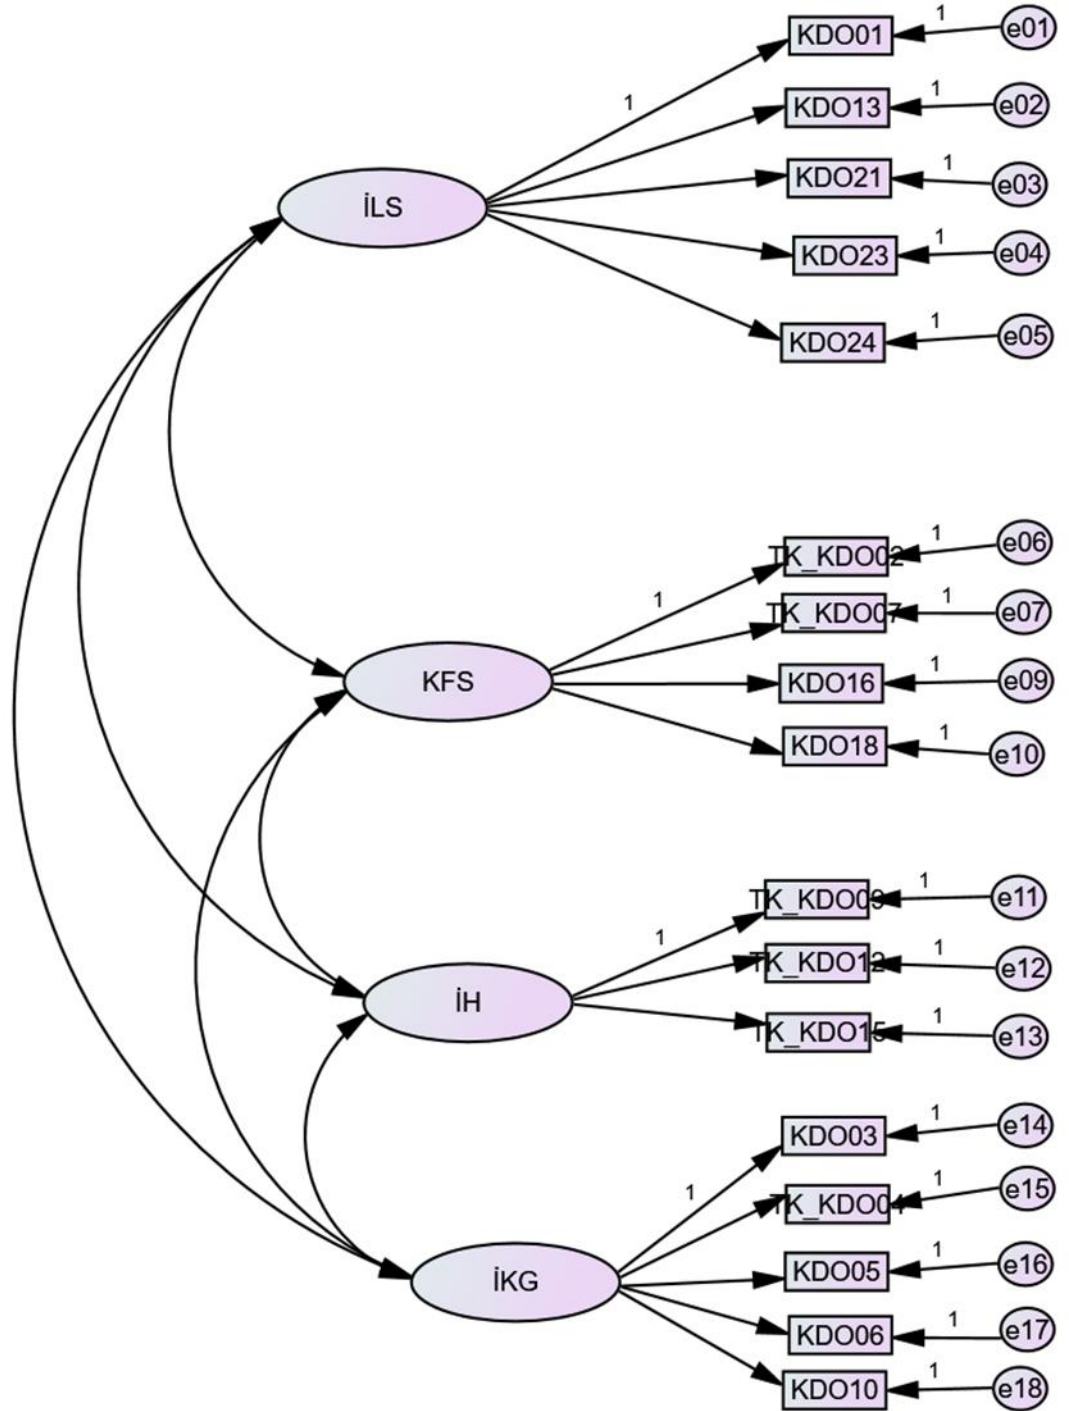 1
KDO01
e01
1
KDO13
1
e02
KDO21
1
e03
İLS
KDO23
1
e04
KDO24
1
e05
TK_KDO02
1
e06
1
TK_KDO07
1
e07
KFS
KDO16
1
e09
KDO18
1
e10
TK_KDO09
1
e11
1
TK_KDO12
1
e12
İH
TK_KDO15
1
e13
KDO03
1
e14
1
TK_KDO04
1
e15
İKG
KDO05
1
e16
KDO06
1
e17
KDO10
1
e18